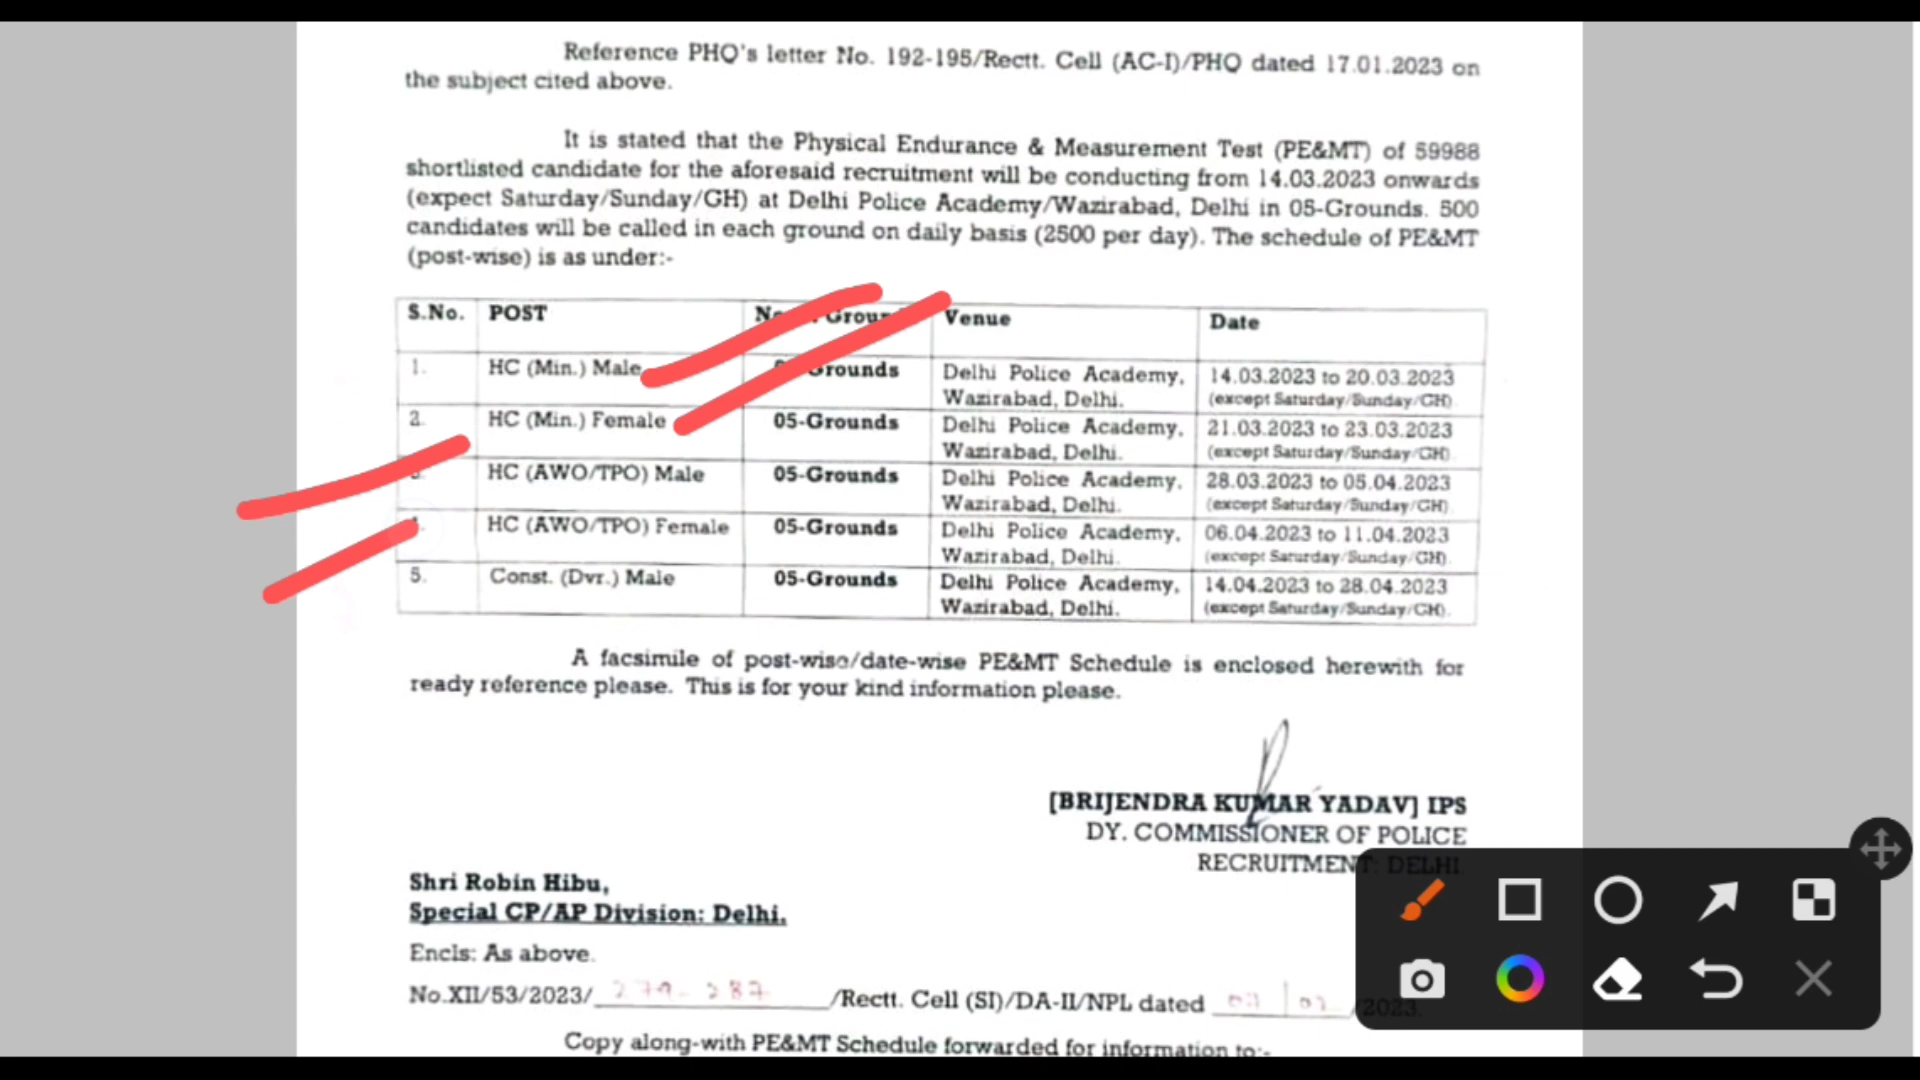 Reference PHQ's letter No. 192-195/Rectt. Cell (AC-I)/PHQ dated 17.01.2023 on
the subject cited above.
It is stated that the Physical Endurance & Measurement Test (PE&MT) of 59988
shortlisted candidate for the aforesaid recruitment will be conducting from 14.03.2023 onwards
(expect Saturday/Sunday/GH) at Delhi Police Academy/Wazirabad, Delhi in 05-Grounds. 500
candidates will be called in each ground on daily basis (2500 per day). The schedule of PE&MT
(post-wise) is as under:-
S.No. POST Venue Date
1. HC (Min.) Male Grounds Delhi Police Academy, Wazirabad, Delhi. 14.03.2023 to 20.03.2023 (except Saturday/Sunday/GH)
2. HC (Min.) Female 05-Grounds Delhi Police Academy, Wazirabad, Delhi. 21.03.2023 to 23.03.2023 (except Saturday/Sunday/GH)
HC (AWO/TPO) Male 05-Grounds Delhi Police Academy, Wazirabad, Delhi. 28.03.2023 to 05.04.2023 (except Saturday/Sunday/GH).
HC (AWO/TPO) Female 05-Grounds Delhi Police Academy, Wazirabad, Delhi. 06.04.2023 to 11.04.2023 (except Saturday/Sunday/GH).
5. Const. (Dvr.) Male 05-Grounds Delhi Police Academy, Wazirabad, Delhi. 14.04.2023 to 28.04.2023 (except Saturday/Sunday/GH).
A facsimile of post-wise/date-wise PE&MT Schedule is enclosed herewith for
ready reference please. This is for your kind information please.
[BRIJENDRA KUMAR YADAV] IPS
DY. COMMISSIONER OF POLICE
RECRUITMENT: DELHI.
Shri Robin Hibu,
Special CP/AP Division: Delhi.
Encls: As above.
No.XII/53/2023/ 279-287 /Rectt. Cell (SI)/DA-II/NPL dated /2023.
Copy along-with PE&MT Schedule forwarded for information to:-